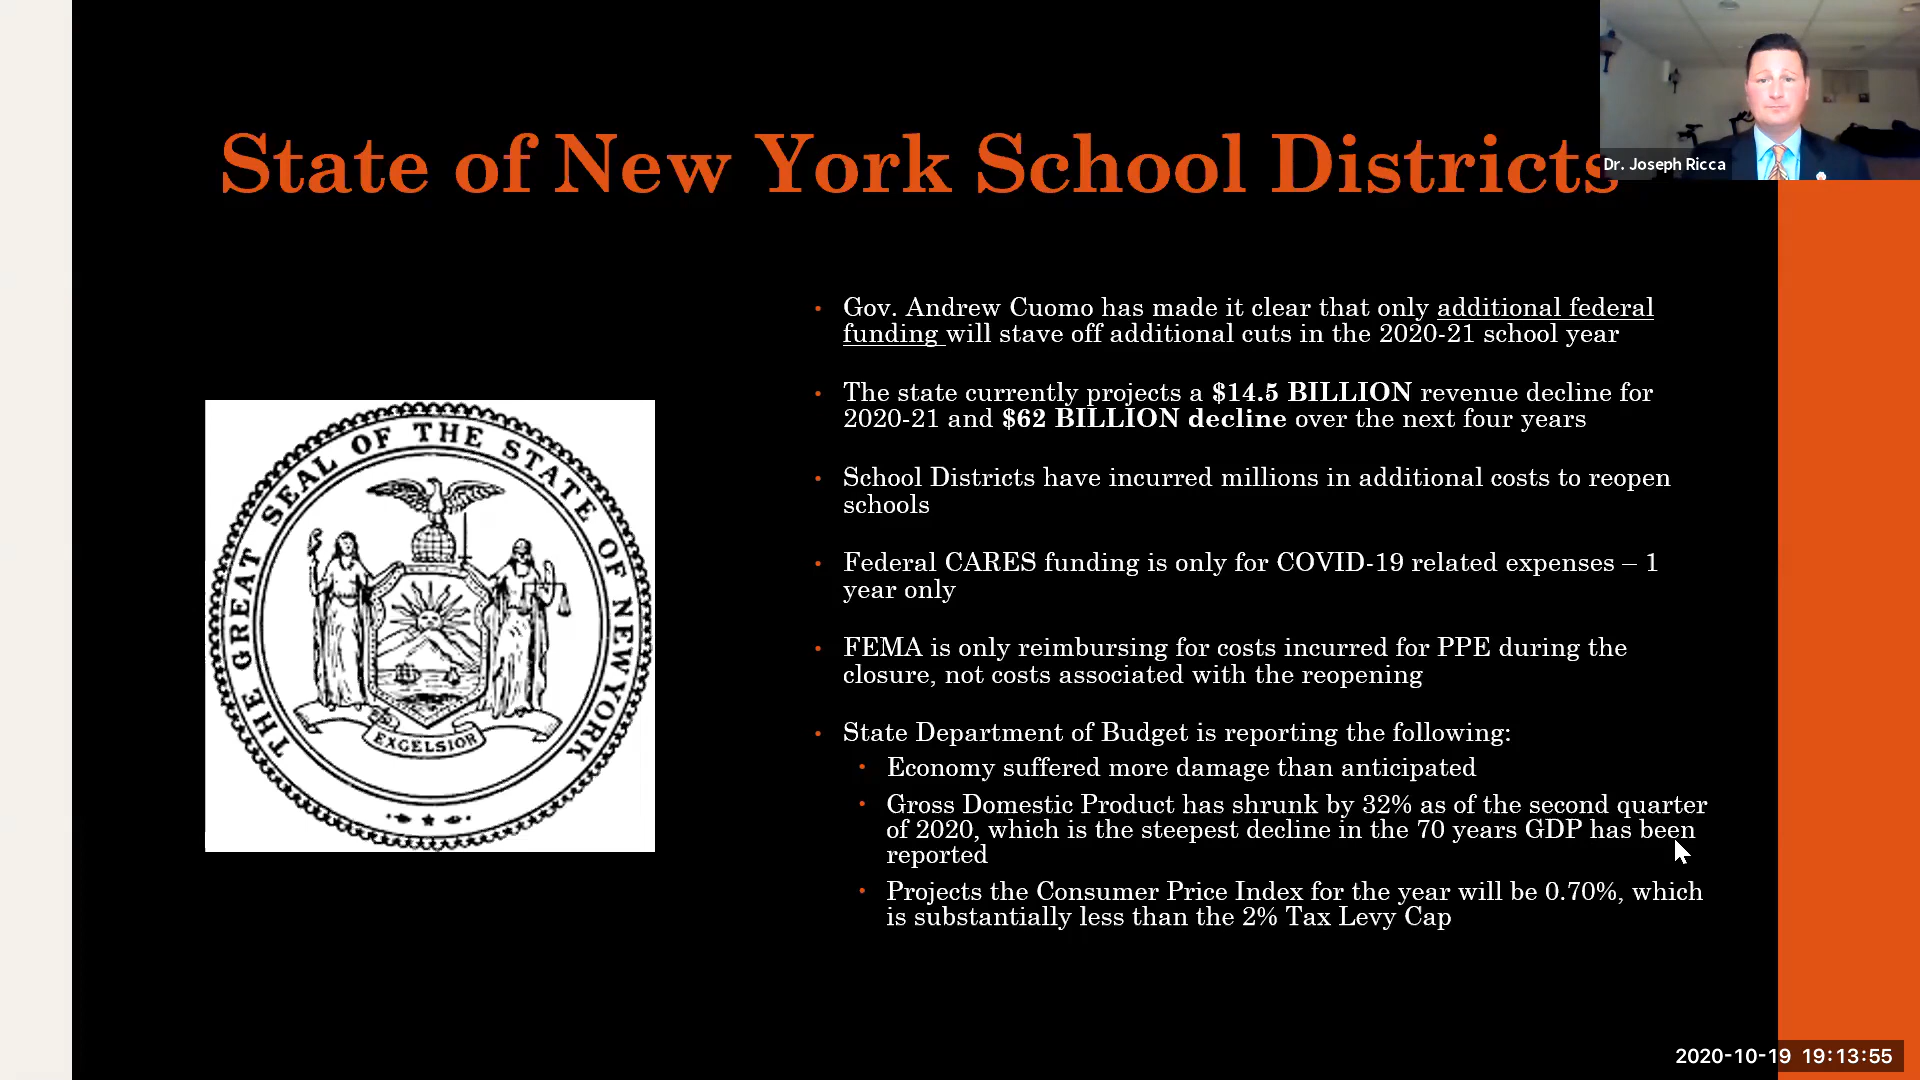 State of New York School Districts
Dr. Joseph Ricca
• Gov. Andrew Cuomo has made it clear that only additional federal
funding will stave off additional cuts in the 2020-21 school year
• The state currently projects a $14.5 BILLION revenue decline for
2020-21 and $62 BILLION decline over the next four years
• School Districts have incurred millions in additional costs to reopen
schools
• Federal CARES funding is only for COVID-19 related expenses – 1
year only
• FEMA is only reimbursing for costs incurred for PPE during the
closure, not costs associated with the reopening
• State Department of Budget is reporting the following:
• Economy suffered more damage than anticipated
• Gross Domestic Product has shrunk by 32% as of the second quarter
of 2020, which is the steepest decline in the 70 years GDP has been
reported
• Projects the Consumer Price Index for the year will be 0.70%, which
is substantially less than the 2% Tax Levy Cap
THE GREAT SEAL OF THE STATE OF NEW YORK
EXCELSIOR
2020-10-19 19:13:55